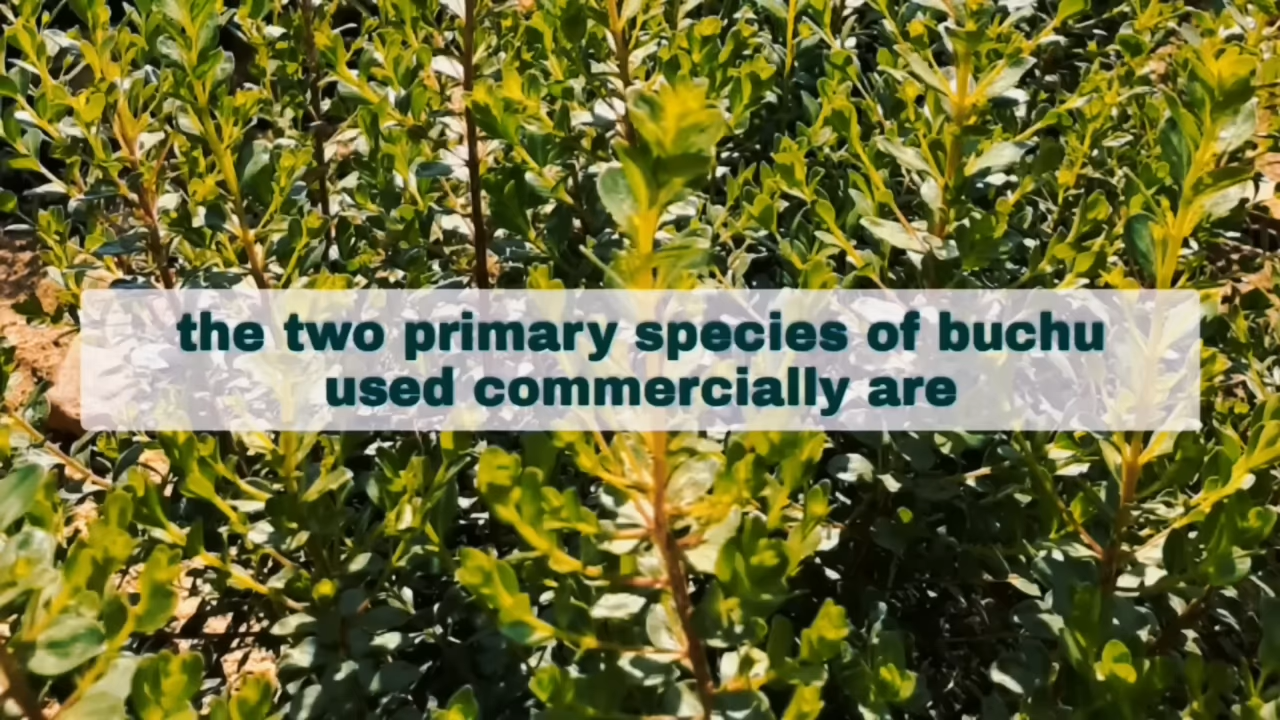 the two primary species of buchu
used commercially are